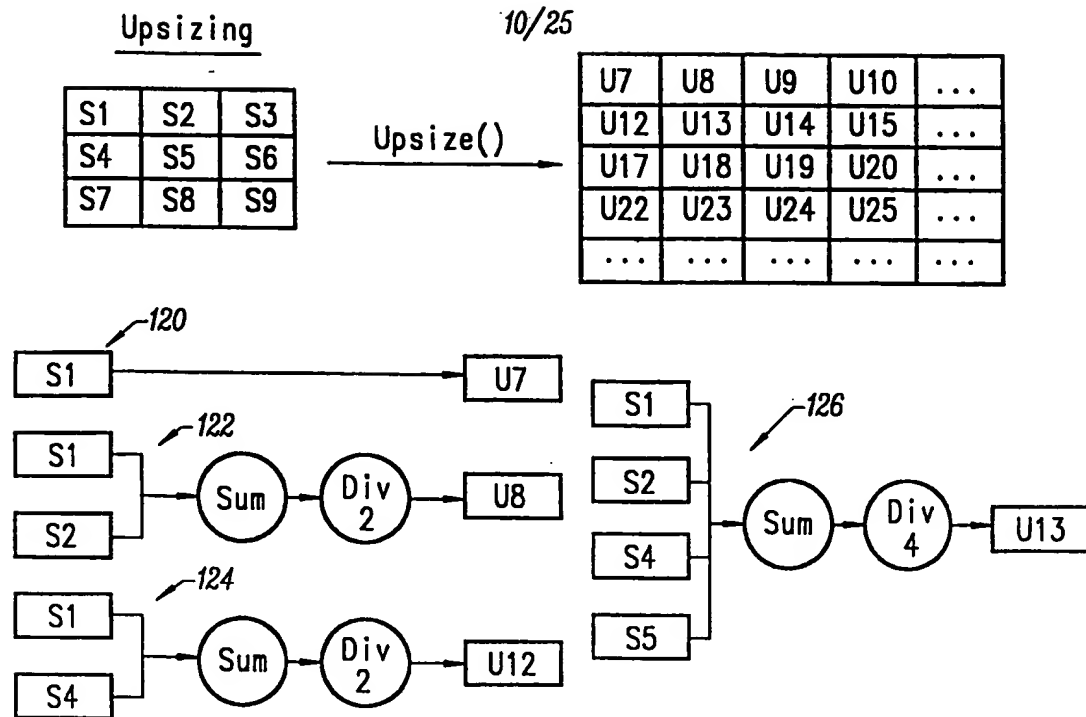 Upsizing
10/25
S1 S2 S3
S4 S5 S6
S7 S8 S9
Upsize()
U7 U8 U9 U10 ...
U12 U13 U14 U15 ...
U17 U18 U19 U20 ...
U22 U23 U24 U25 ...
... ... ... ... ...
120
S1 U7
122
S1
S2
Sum
Div
2
U8
124
S1
S4
Sum
Div
2
U12
126
S1
S2
S4
S5
Sum
Div
4
U13